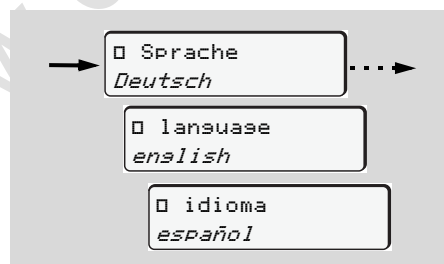 □ Sprache
Deutsch
□ language
english
□ idioma
español